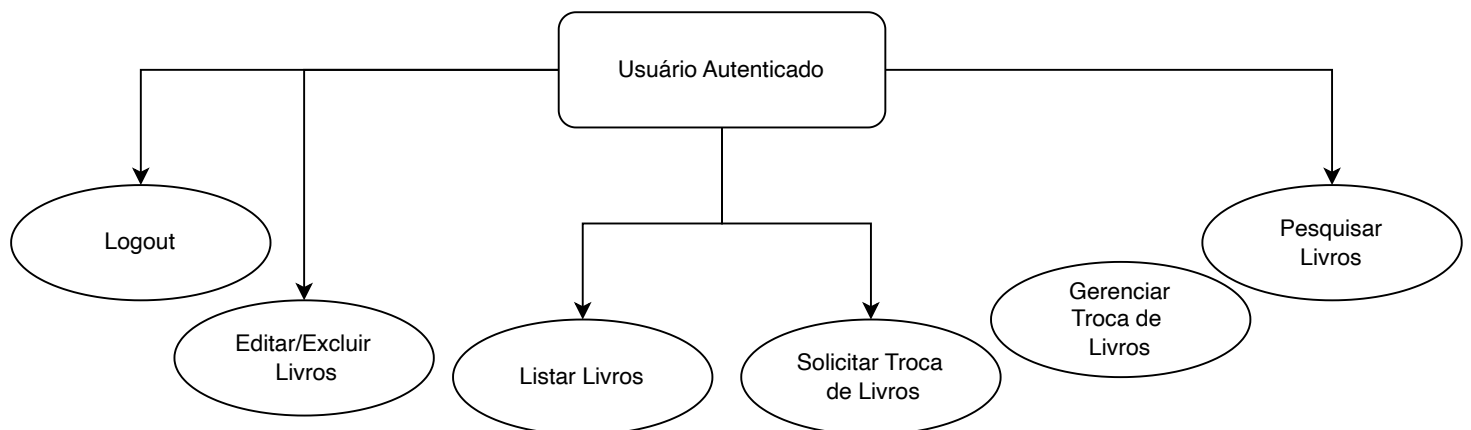 Usuário Autenticado
Logout
Editar/Excluir
Livros
Listar Livros
Solicitar Troca
de Livros
Gerenciar
Troca de
Livros
Pesquisar
Livros